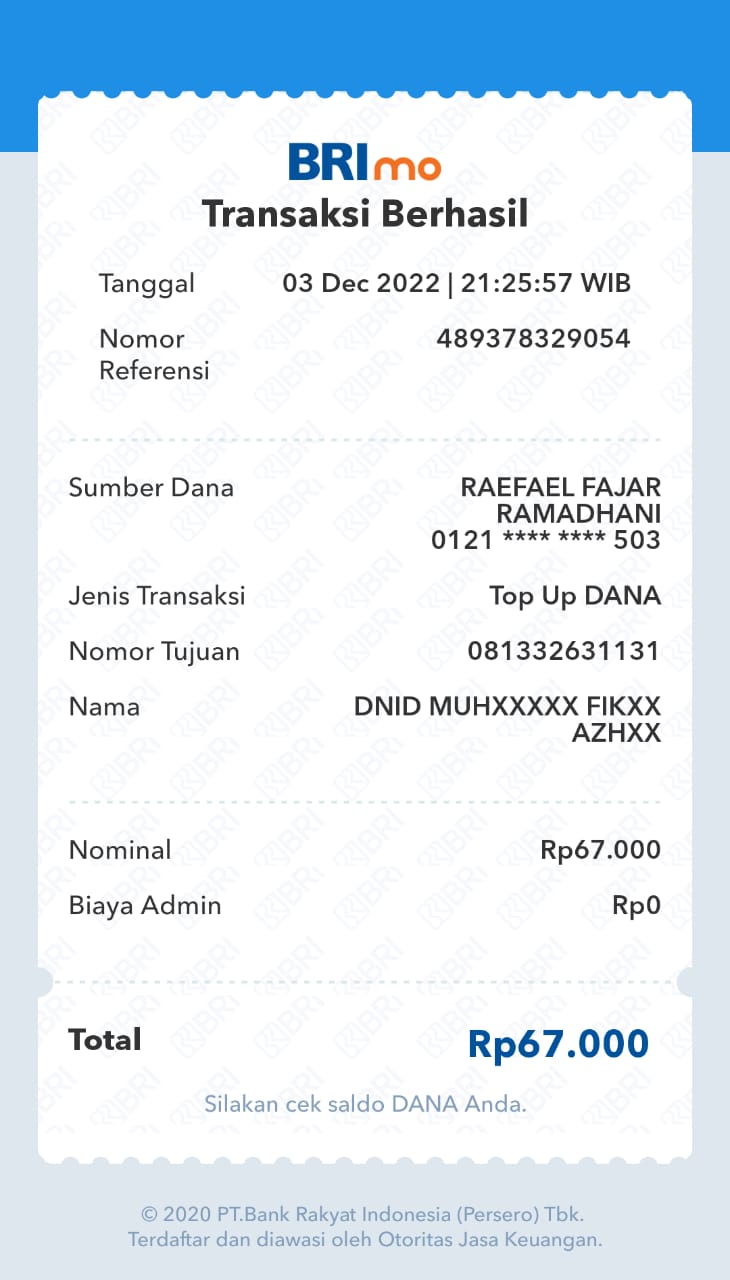 BRImo
Transaksi Berhasil
Tanggal 03 Dec 2022 | 21:25:57 WIB
Nomor Referensi 489378329054
Sumber Dana RAEFAEL FAJAR
RAMADHANI
0121 **** **** 503
Jenis Transaksi Top Up DANA
Nomor Tujuan 081332631131
Nama DNID MUHXXXXX FIKXX
AZHXX
Nominal Rp67.000
Biaya Admin Rp0
Total Rp67.000
Silakan cek saldo DANA Anda.
© 2020 PT.Bank Rakyat Indonesia (Persero) Tbk.
Terdaftar dan diawasi oleh Otoritas Jasa Keuangan.